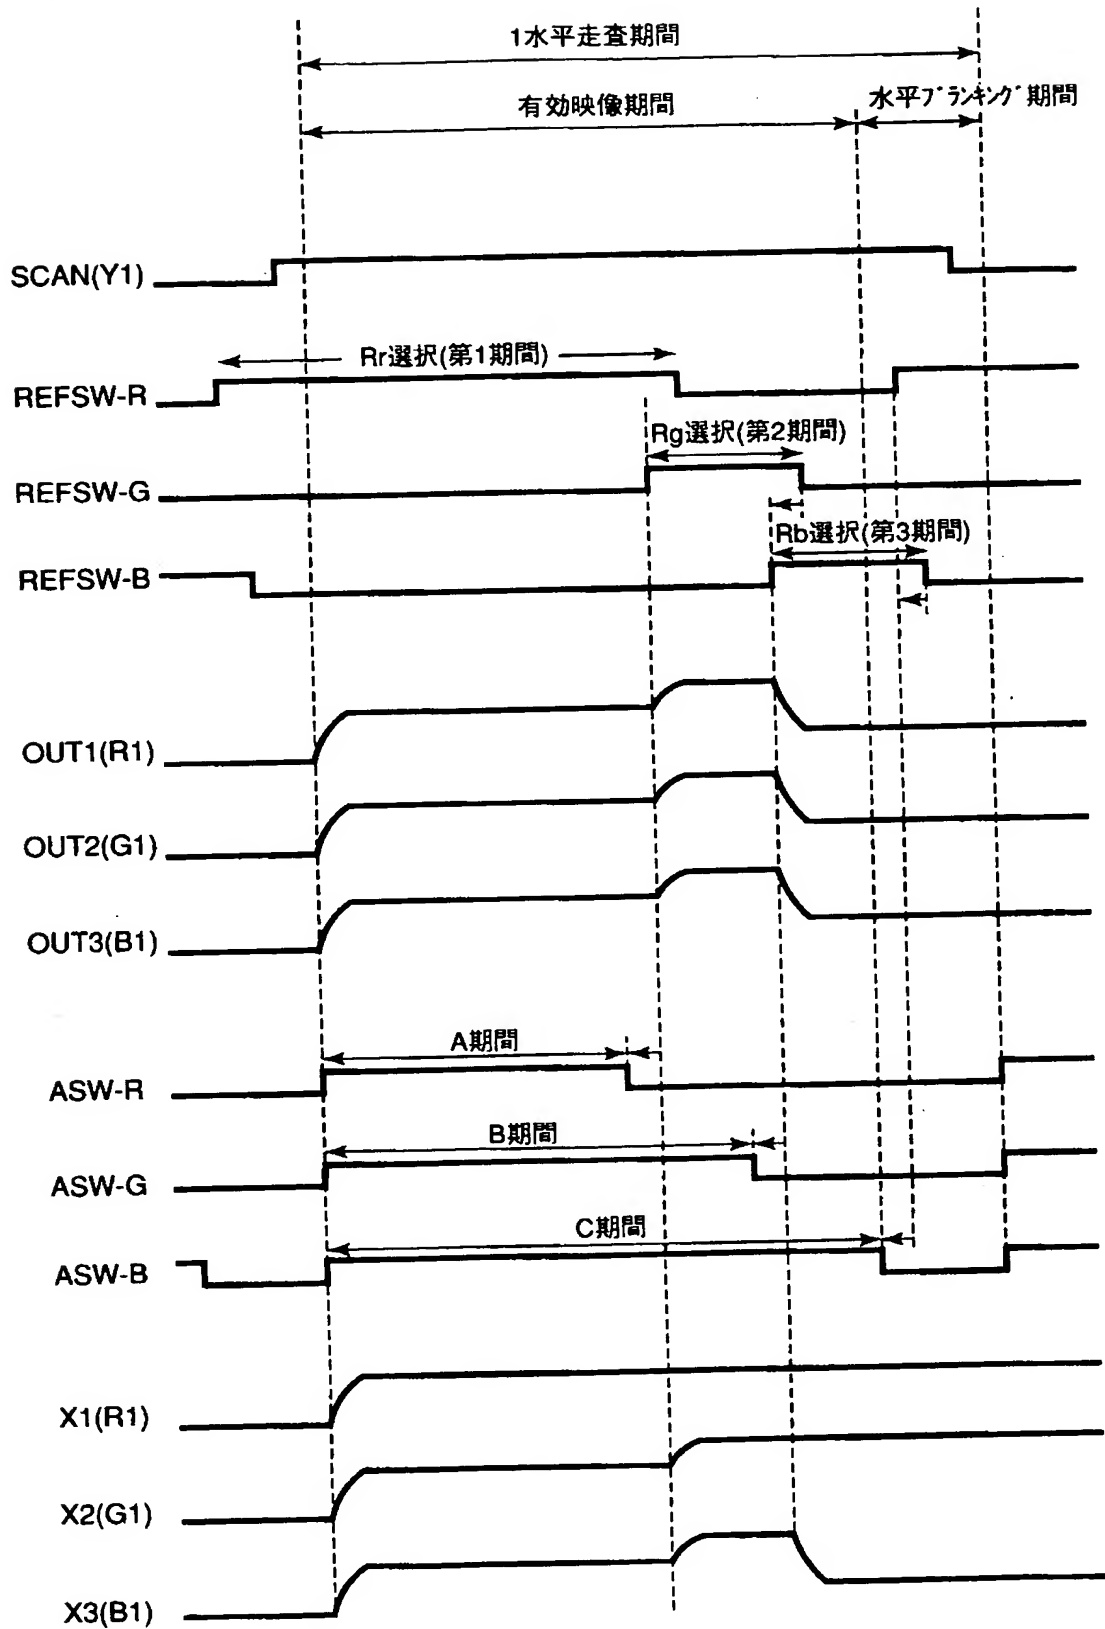 1水平走査期間
有効映像期間
水平ブランキング期間
SCAN(Y1)
Rr選択(第1期間)
REFSW-R
Rg選択(第2期間)
REFSW-G
Rb選択(第3期間)
REFSW-B
OUT1(R1)
OUT2(G1)
OUT3(B1)
A期間
ASW-R
B期間
ASW-G
C期間
ASW-B
X1(R1)
X2(G1)
X3(B1)